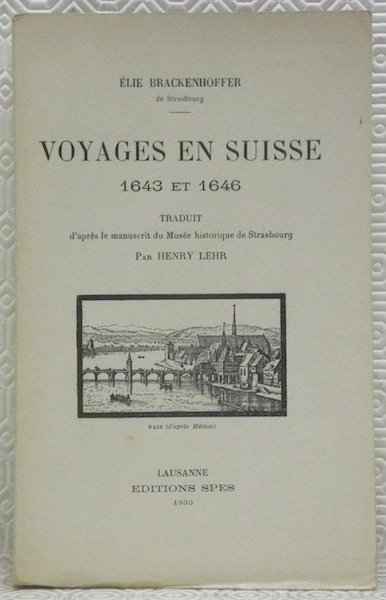 ÉLIE BRACKENHOFFER
de Strasbourg
VOYAGES EN SUISSE
1643 ET 1646
TRADUIT
d'après le manuscrit du Musée historique de Strasbourg
PAR HENRY LEHR
BALE (d'après Mérian)
LAUSANNE
EDITIONS SPES
1930